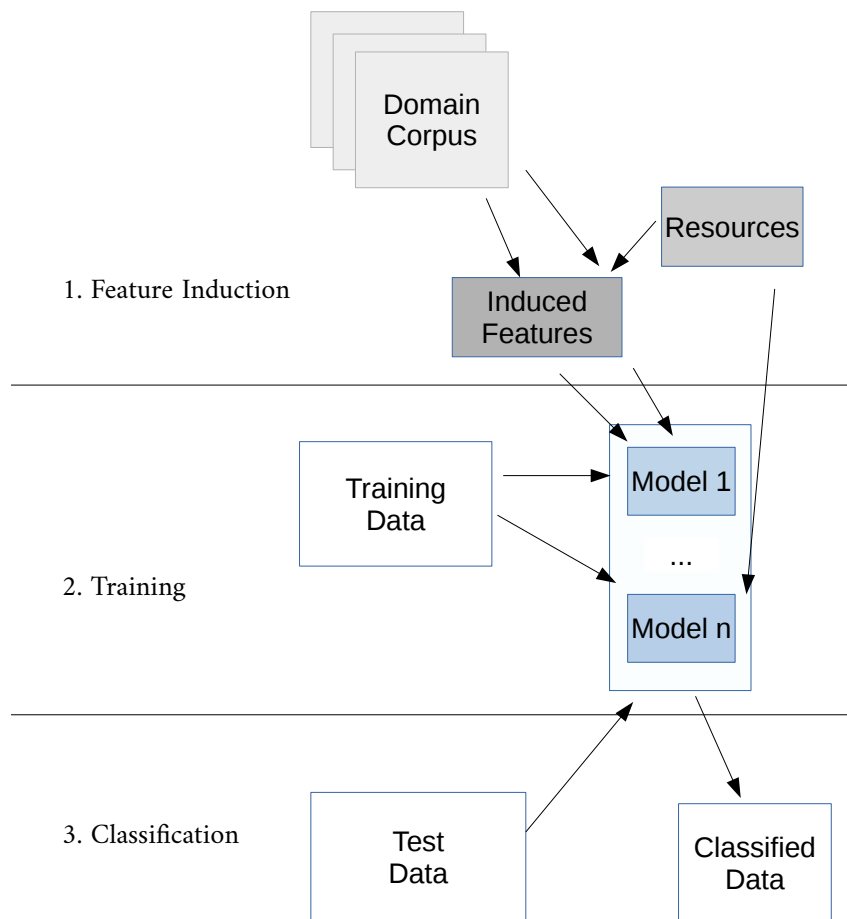 Domain
Corpus
Resources
1. Feature Induction
Induced
Features
Training
Data
Model 1
...
2. Training
Model n
3. Classification
Test
Data
Classified
Data